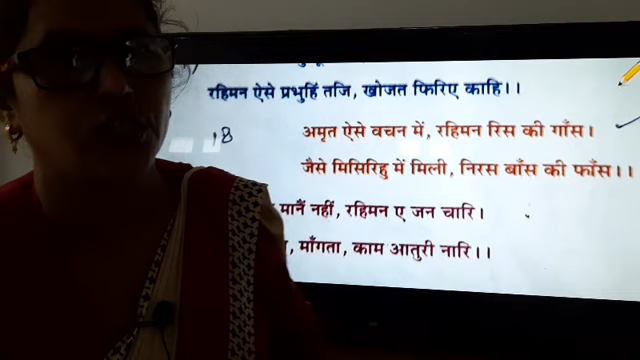 रहिमन ऐसे प्रभुहिं तजि, खोजत फिरिए काहि।।
18 अमृत ऐसे वचन में, रहिमन रिस की गाँस।
जैसे मिसिरिहु में मिली, निरस बाँस की फाँस।।
मानैं नहीं, रहिमन ए जन चारि।
, माँगता, काम आतुरी नारि।।